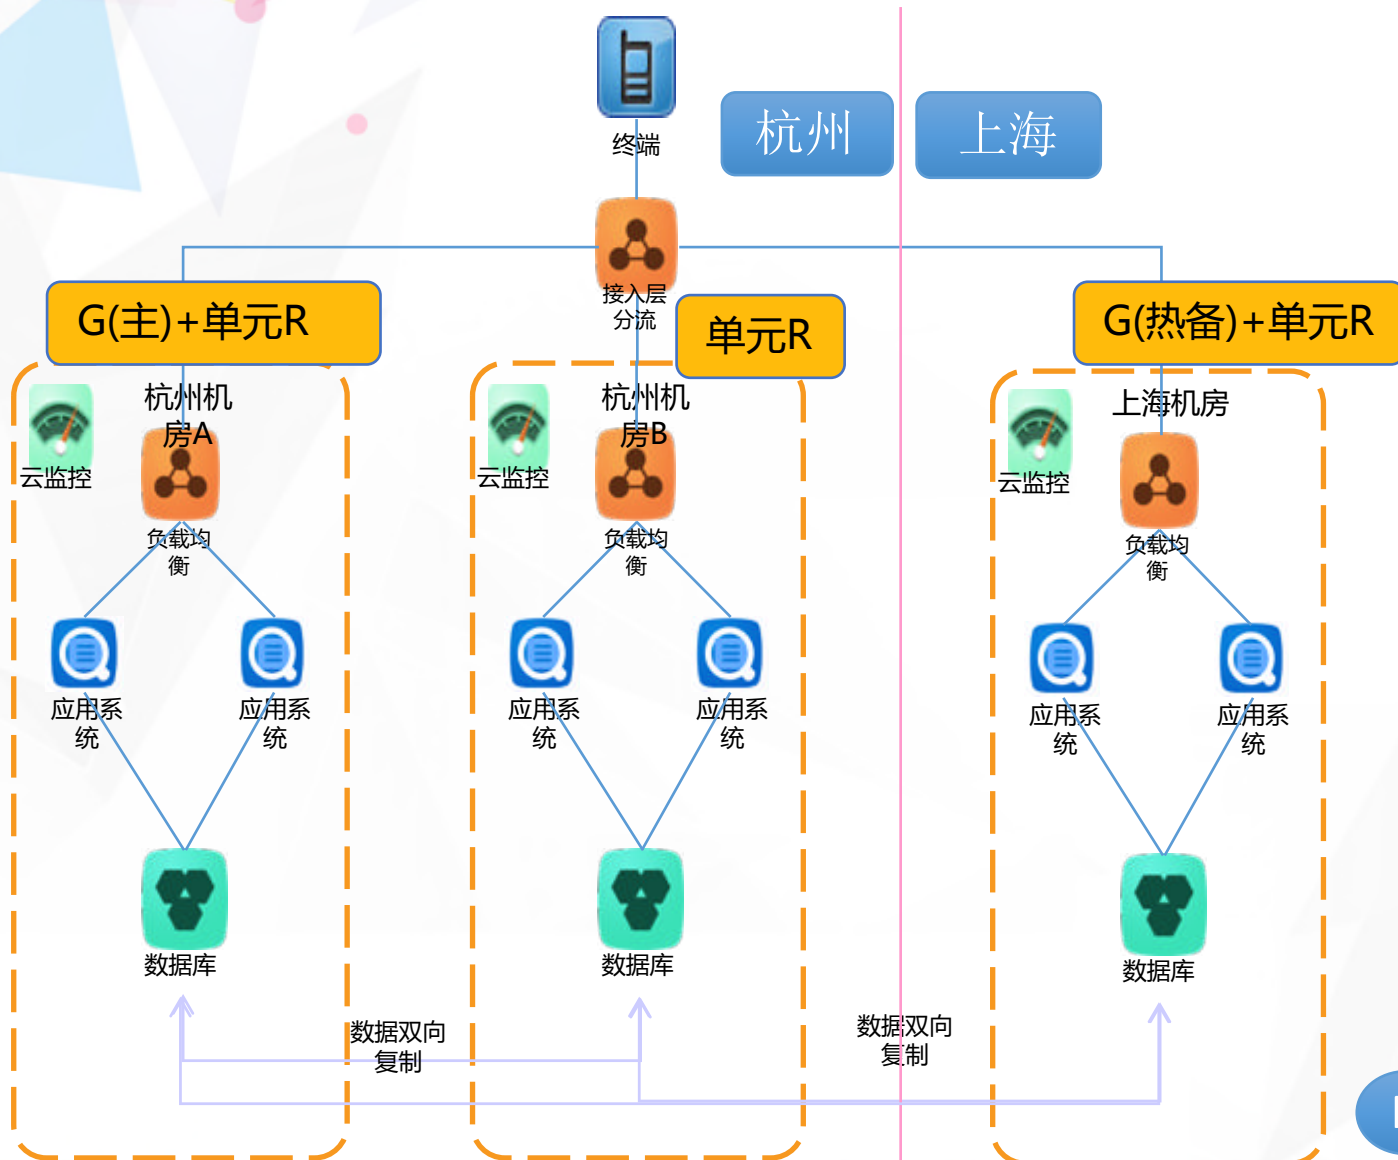 终端
杭州
上海
接入层
分流
G(主)+单元R
单元R
G(热备)+单元R
杭州机
房A
云监控
负载均
衡
应用系
统
应用系
统
数据库
杭州机
房B
云监控
负载均
衡
应用系
统
应用系
统
数据库
上海机房
云监控
负载均
衡
应用系
统
应用系
统
数据库
数据双向
复制
数据双向
复制